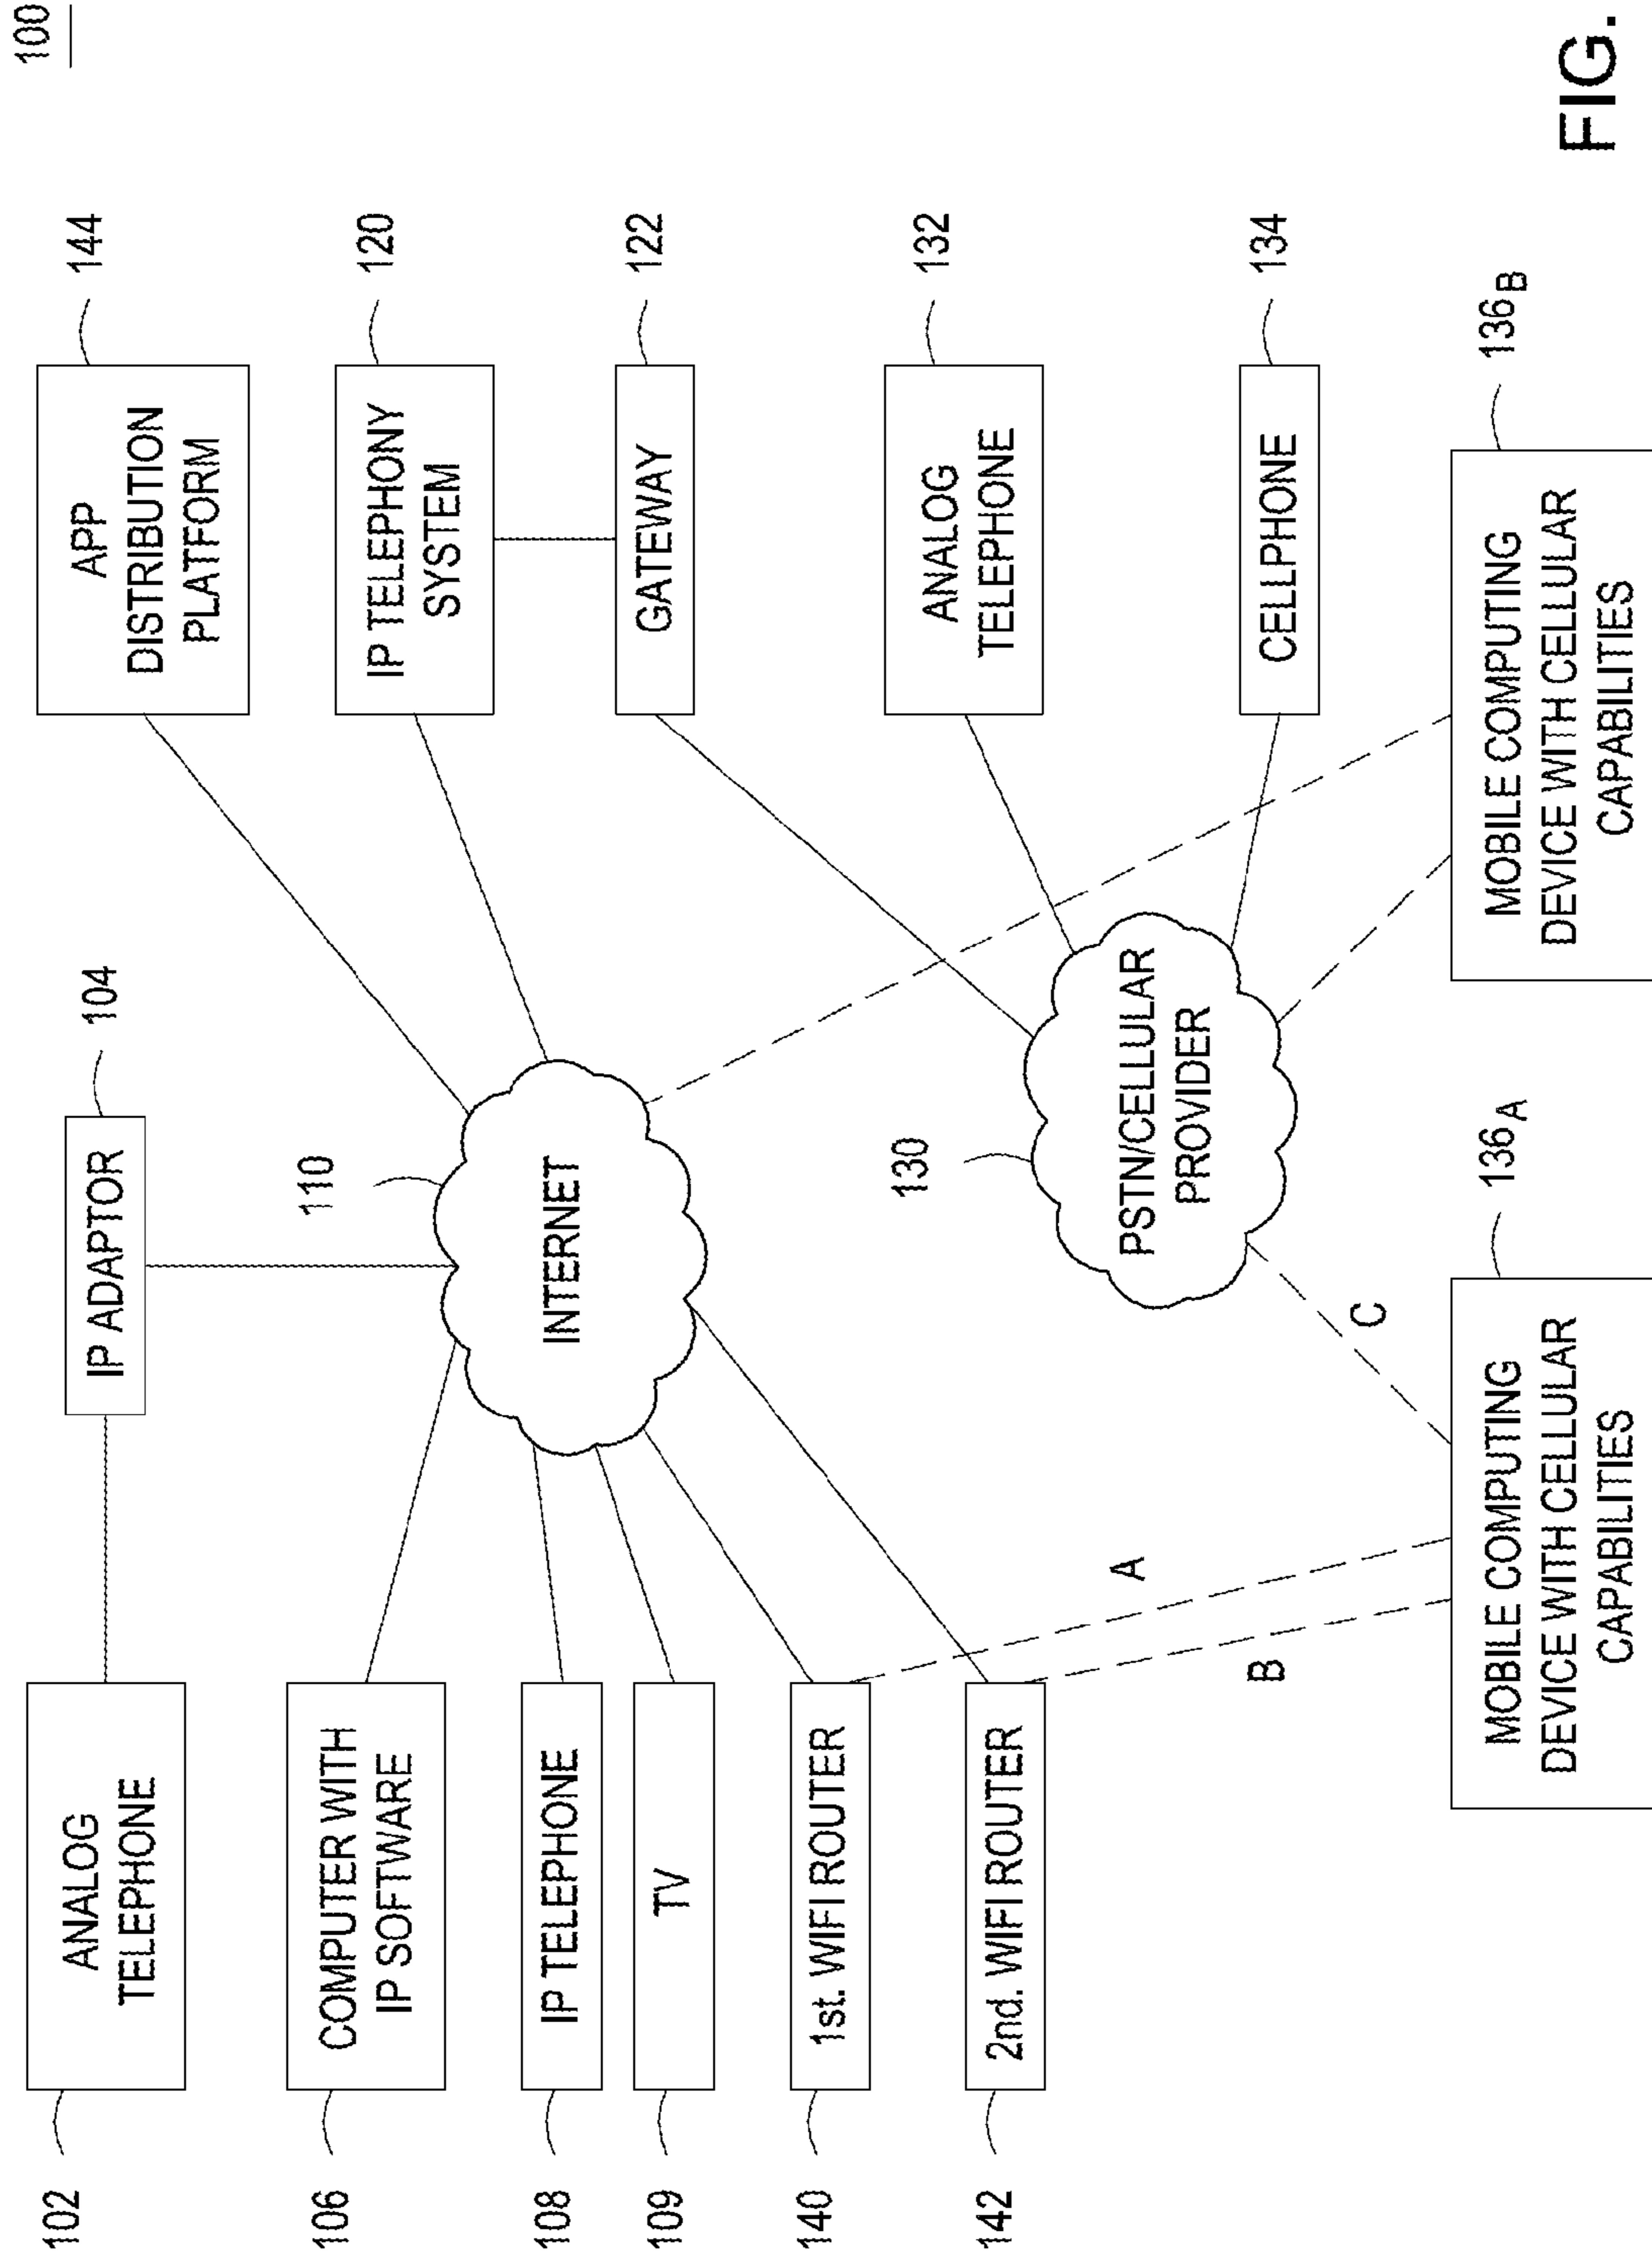 100
102
ANALOG
TELEPHONE
IP ADAPTOR
104
APP
DISTRIBUTION
PLATFORM
144
106
COMPUTER WITH
IP SOFTWARE
110
INTERNET
IP TELEPHONY
SYSTEM
120
108
IP TELEPHONE
109
TV
GATEWAY
122
140
1st. WIFI ROUTER
142
2nd. WIFI ROUTER
130
PSTN/CELLULAR
PROVIDER
ANALOG
TELEPHONE
132
CELLPHONE
134
A
B
C
MOBILE COMPUTING
DEVICE WITH CELLULAR
CAPABILITIES
136A
MOBILE COMPUTING
DEVICE WITH CELLULAR
CAPABILITIES
136B
FIG.